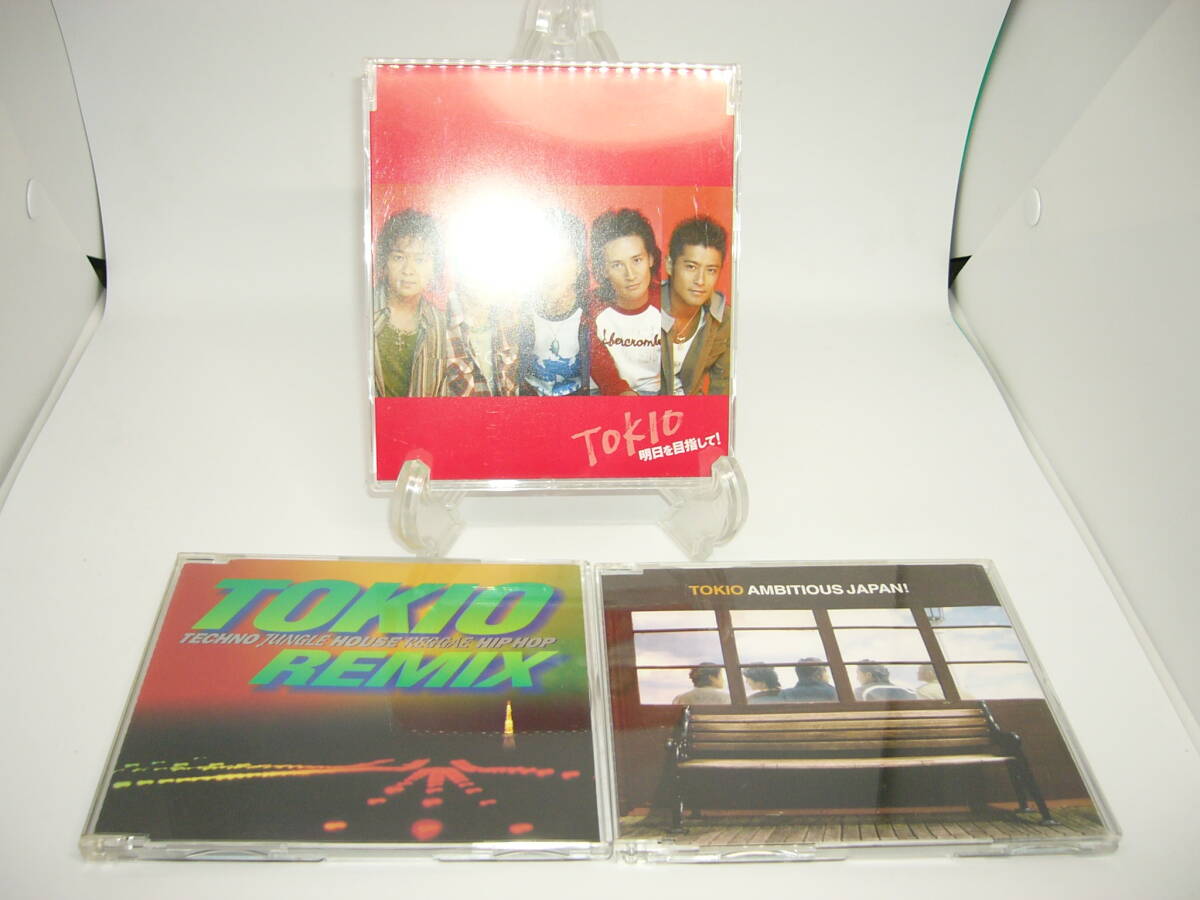 Abercrombie
TOKIO
明日を目指して!
TOKIO
TECHNO JUNGLE HOUSE REGGAE HIP HOP
REMIX
TOKIO AMBITIOUS JAPAN!